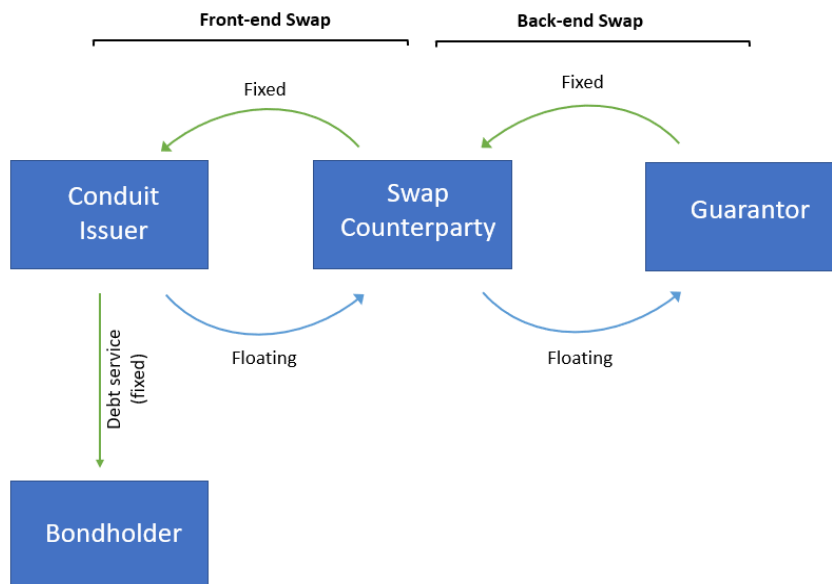 Front-end Swap
Back-end Swap
Fixed
Fixed
Conduit
Issuer
Swap
Counterparty
Guarantor
Floating
Floating
Debt service
(fixed)
Bondholder